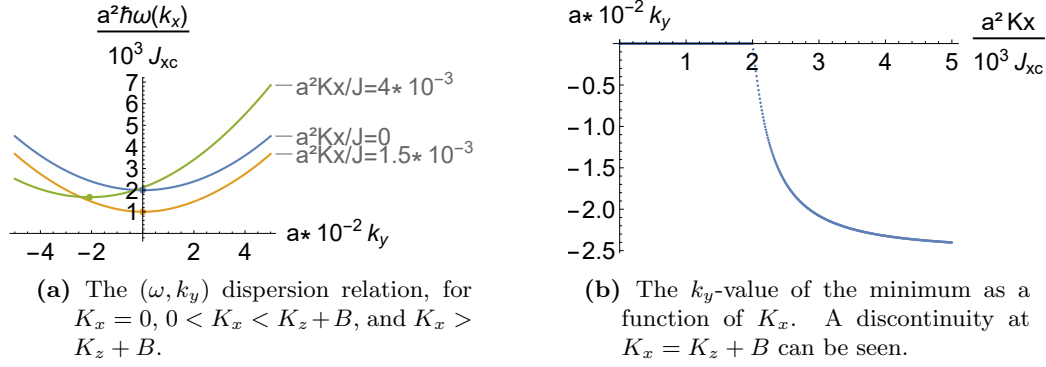 a²ħω(kₓ)
10³ Jxc
7
6
5
4
3
2
1
−4 −2 2 4
a* 10⁻² ky
a²Kx/J=4* 10⁻³
a²Kx/J=0
a²Kx/J=1.5* 10⁻³
(a) The (ω, ky) dispersion relation, for
Kx = 0, 0 < Kx < Kz + B, and Kx >
Kz + B.
a* 10⁻² ky
a² Kx
10³ Jxc
1 2 3 4 5
−0.5
−1.0
−1.5
−2.0
−2.5
(b) The ky-value of the minimum as a
function of Kx. A discontinuity at
Kx = Kz + B can be seen.